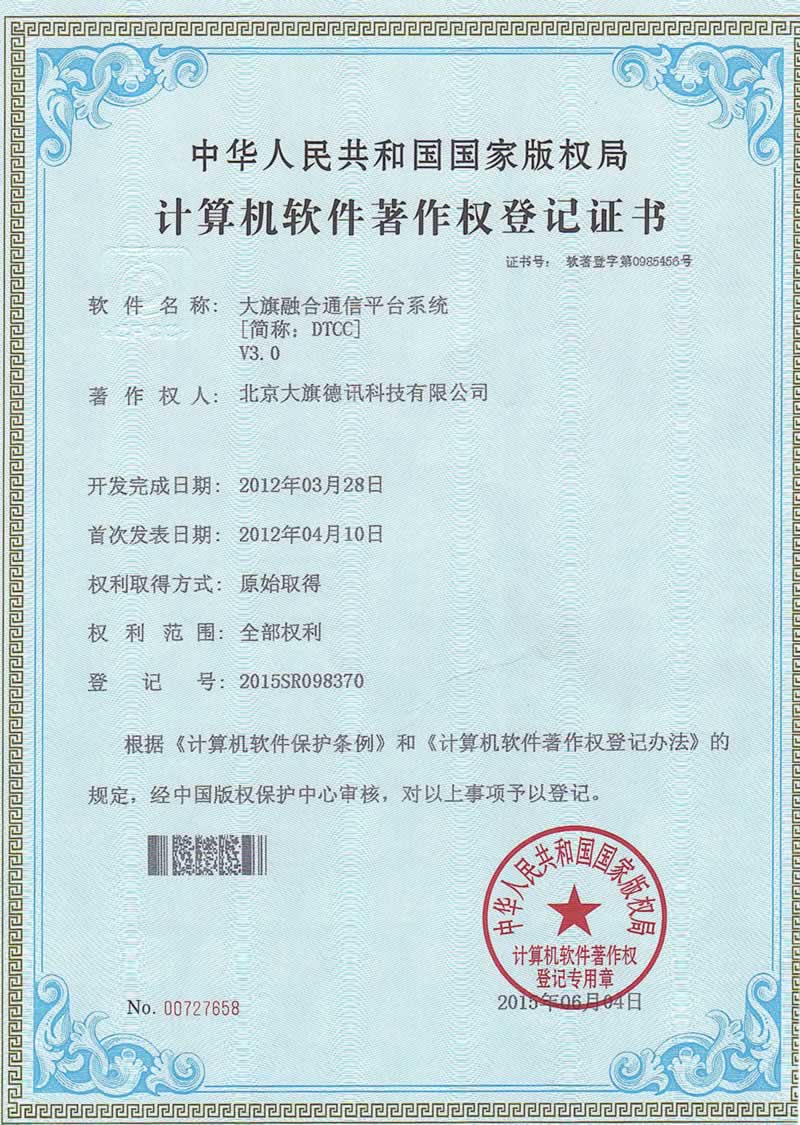 中华人民共和国国家版权局
计算机软件著作权登记证书
证书号： 软著登字第0985456号
软件名称： 大旗融合通信平台系统
[简称：DTCC]
V3.0
著作权人： 北京大旗德讯科技有限公司
开发完成日期： 2012年03月28日
首次发表日期： 2012年04月10日
权利取得方式： 原始取得
权利范围： 全部权利
登记号： 2015SR098370
根据《计算机软件保护条例》和《计算机软件著作权登记办法》的
规定，经中国版权保护中心审核，对以上事项予以登记。
中华人民共和国国家版权局
计算机软件著作权
登记专用章
2015年06月04日
No. 00727658